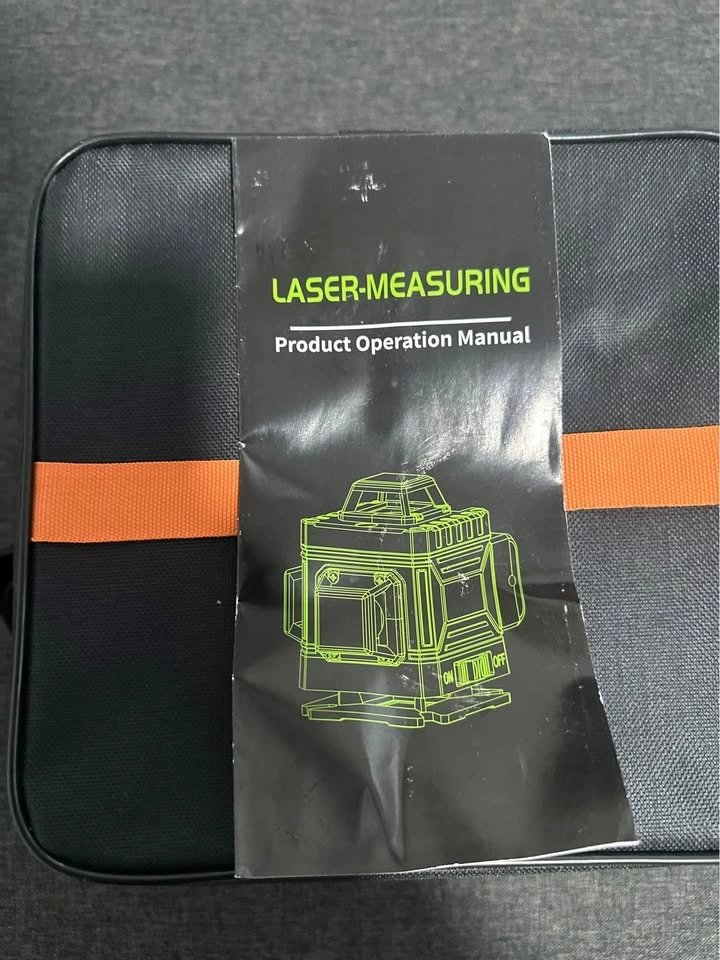 LASER-MEASURING
Product Operation Manual
ON OFF